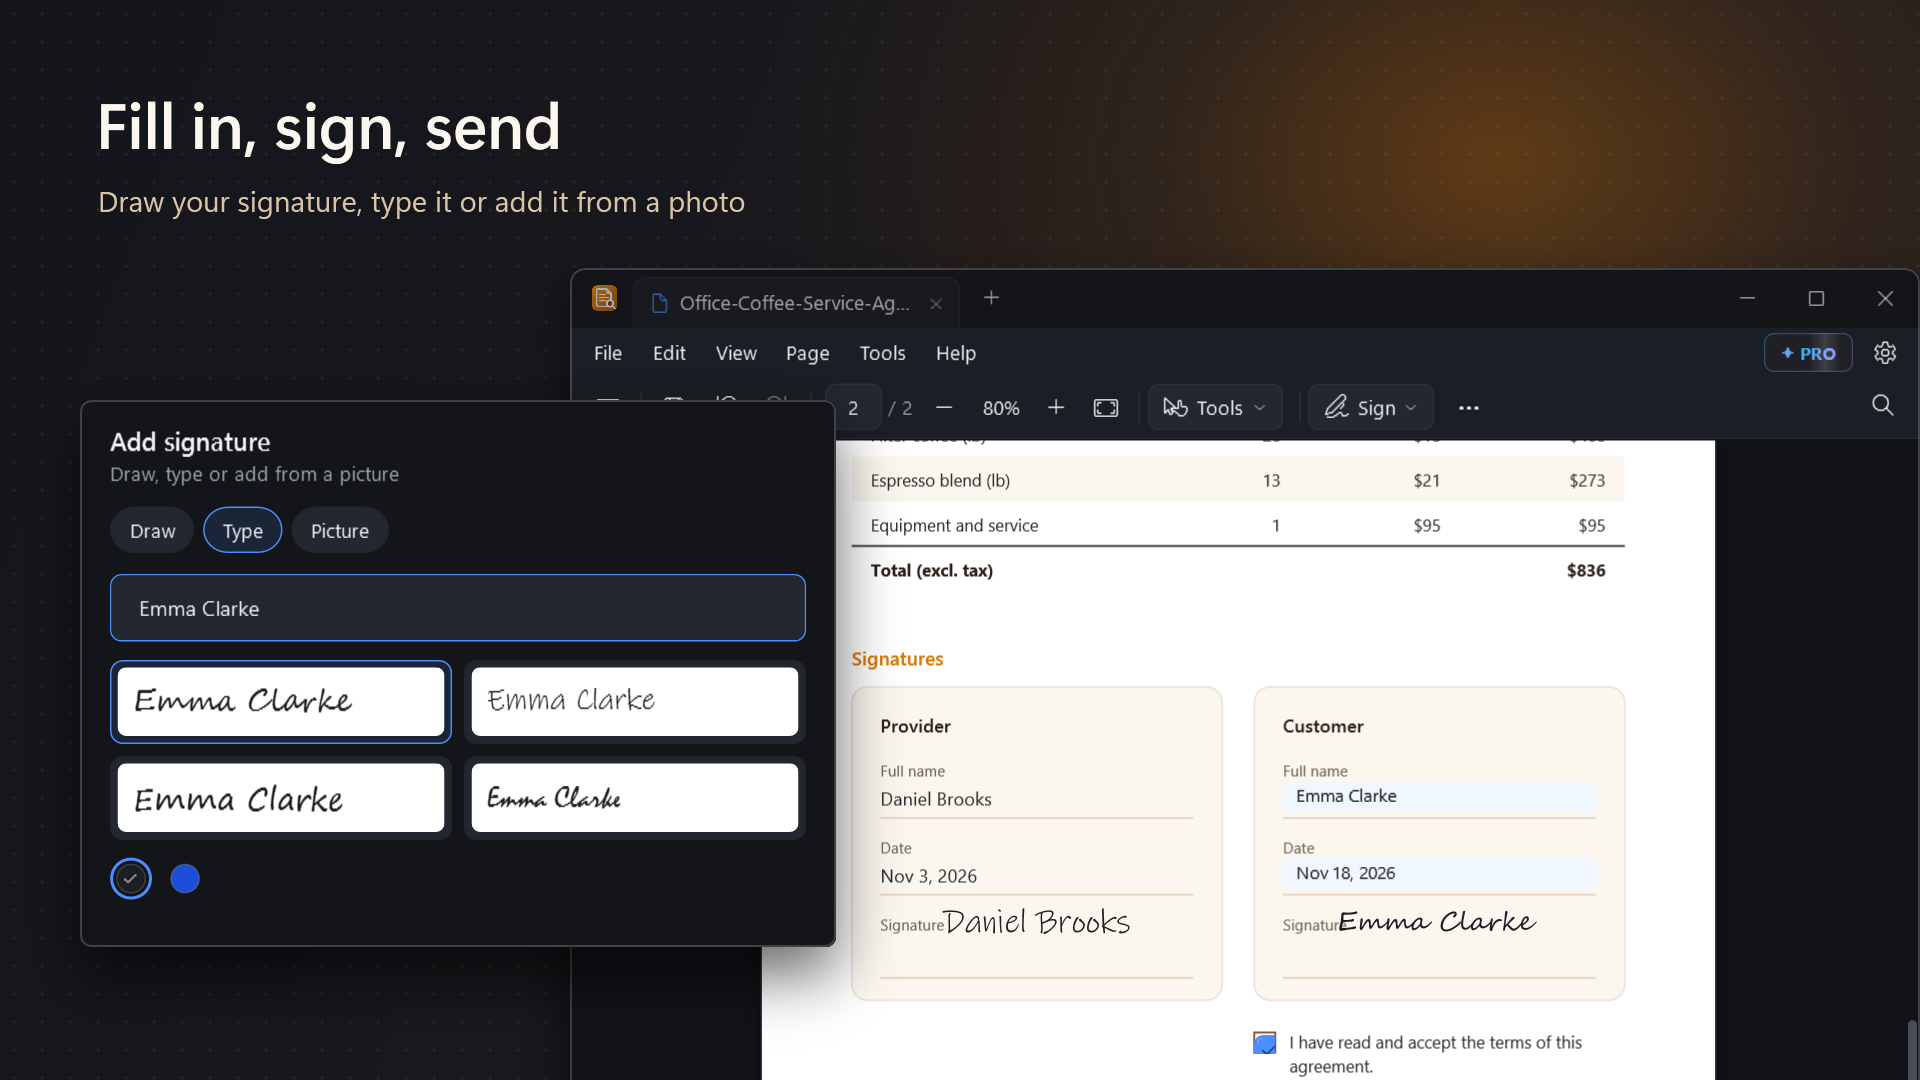 Fill in, sign, send
Draw your signature, type it or add it from a photo
Office-Coffee-Service-Ag...
File Edit View Page Tools Help
PRO
2 / 2 80% Tools Sign
Add signature
Draw, type or add from a picture
Draw Type Picture
Emma Clarke
Emma Clarke Emma Clarke
Emma Clarke Emma Clarke
Espresso blend (lb) 13 $21 $273
Equipment and service 1 $95 $95
Total (excl. tax) $836
Signatures
Provider
Full name
Daniel Brooks
Date
Nov 3, 2026
Signature Daniel Brooks
Customer
Full name
Emma Clarke
Date
Nov 18, 2026
Signature Emma Clarke
I have read and accept the terms of this
agreement.